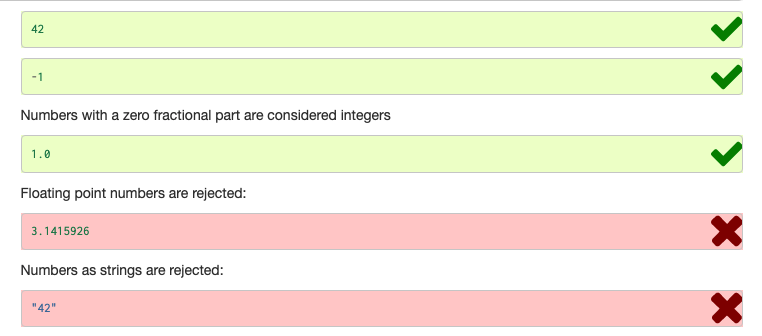 42
-1
Numbers with a zero fractional part are considered integers
1.0
Floating point numbers are rejected:
3.1415926
Numbers as strings are rejected:
"42"